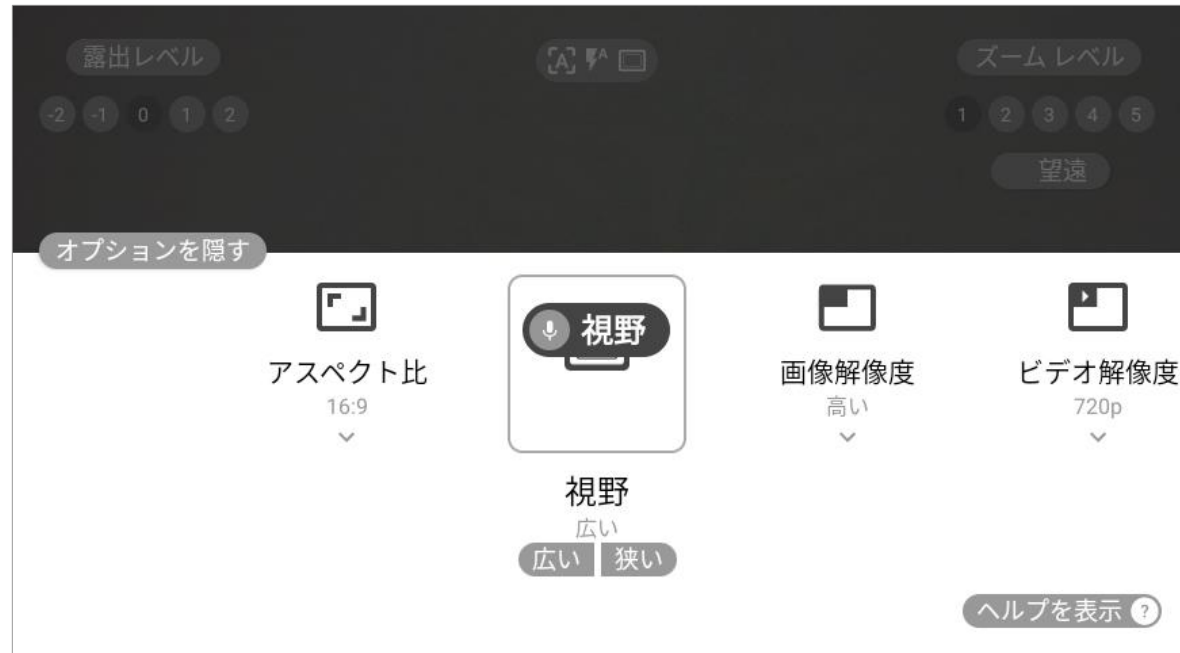 露出レベル
A A
ズーム レベル
-2 -1 0 1 2
1 2 3 4 5
望遠
オプションを隠す
視野
アスペクト比
画像解像度
ビデオ解像度
16:9
高い
720p
視野
広い
広い 狭い
ヘルプを表示 ?